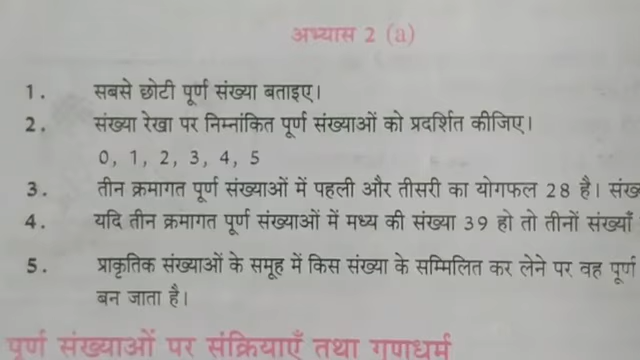 अभ्यास 2 (a)
1. सबसे छोटी पूर्ण संख्या बताइए।
2. संख्या रेखा पर निम्नांकित पूर्ण संख्याओं को प्रदर्शित कीजिए।
0, 1, 2, 3, 4, 5
3. तीन क्रमागत पूर्ण संख्याओं में पहली और तीसरी का योगफल 28 है।
4. यदि तीन क्रमागत पूर्ण संख्याओं में मध्य की संख्या 39 हो तो तीनों संख्याएँ
5. प्राकृतिक संख्याओं के समूह में किस संख्या के सम्मिलित कर लेने पर वह पूर्ण
बन जाता है।
पूर्ण संख्याओं पर संक्रियाएँ तथा गुणधर्म